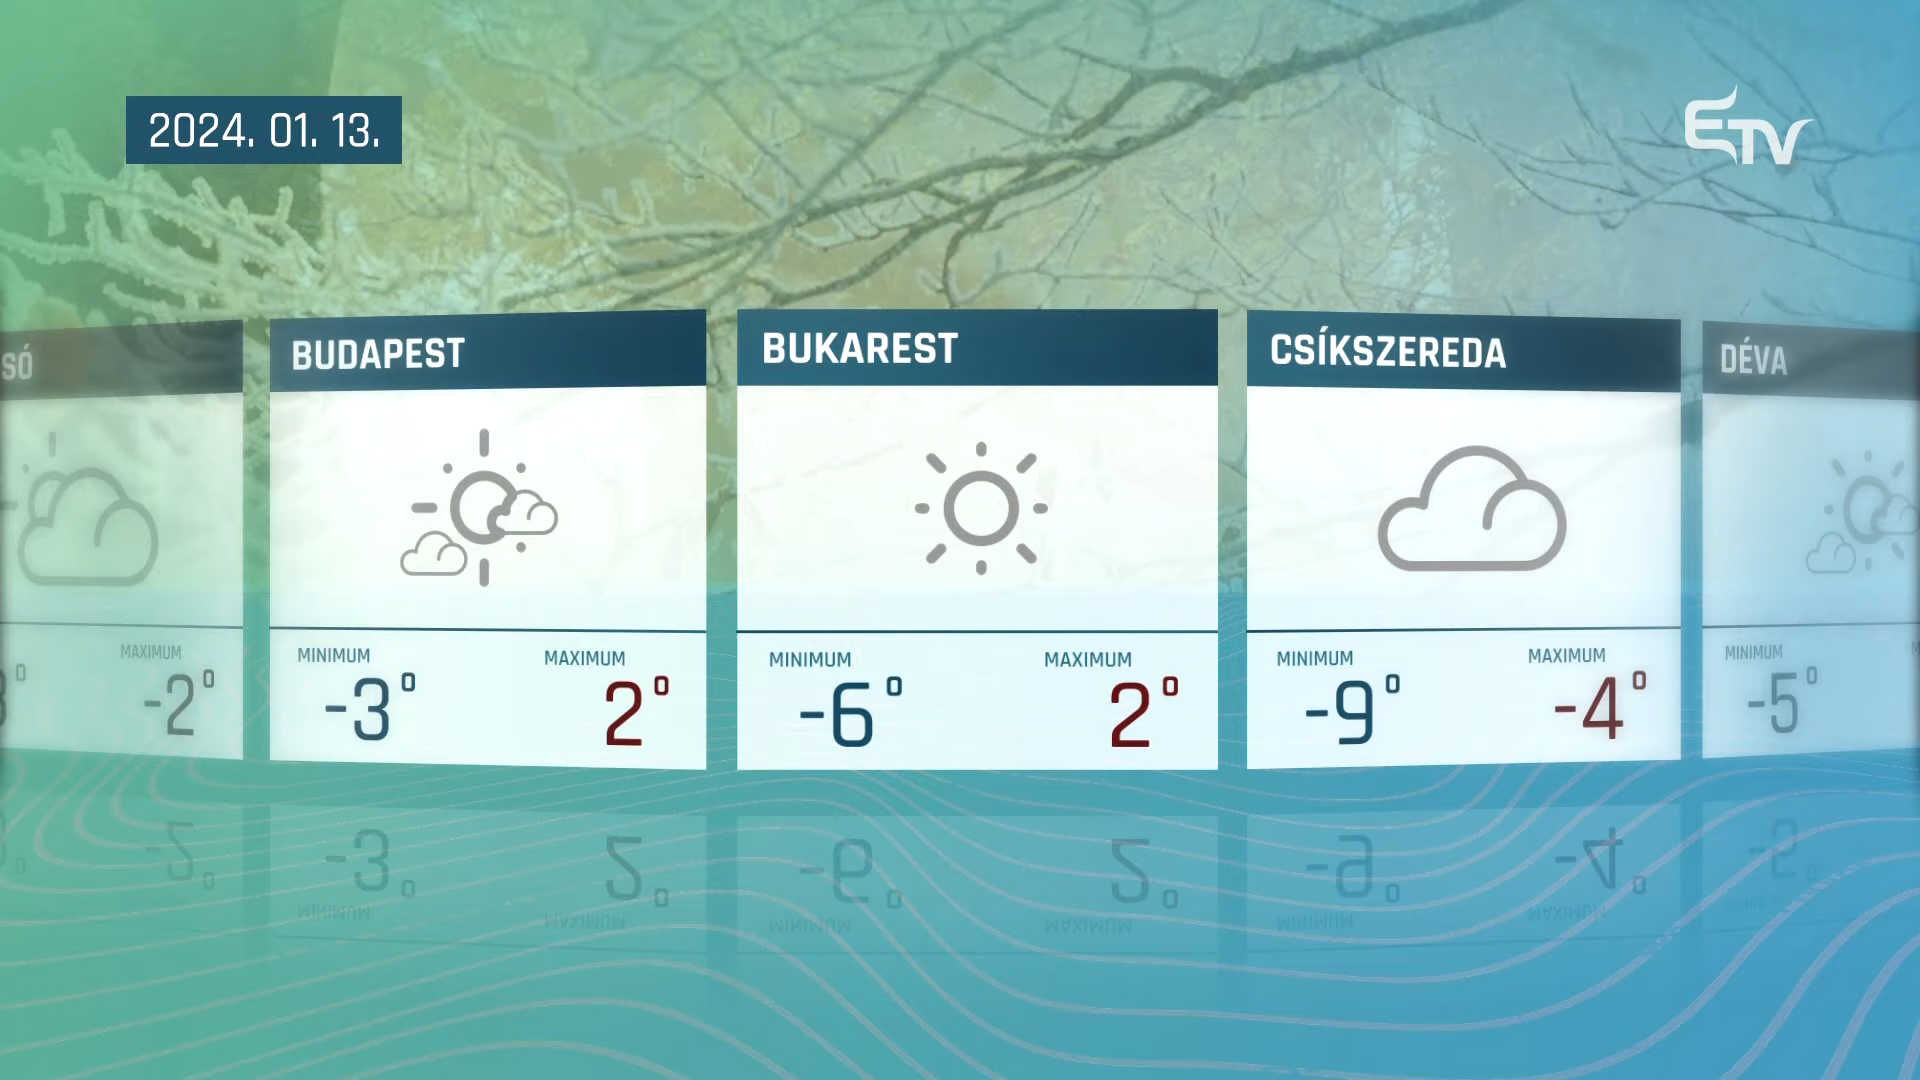 2024. 01. 13.
ETV
SÓ
MAXIMUM
-2°
BUDAPEST
MINIMUM
-3°
MAXIMUM
2°
BUKAREST
MINIMUM
-6°
MAXIMUM
2°
CSÍKSZEREDA
MINIMUM
-9°
MAXIMUM
-4°
DÉVA
MINIMUM
-5°